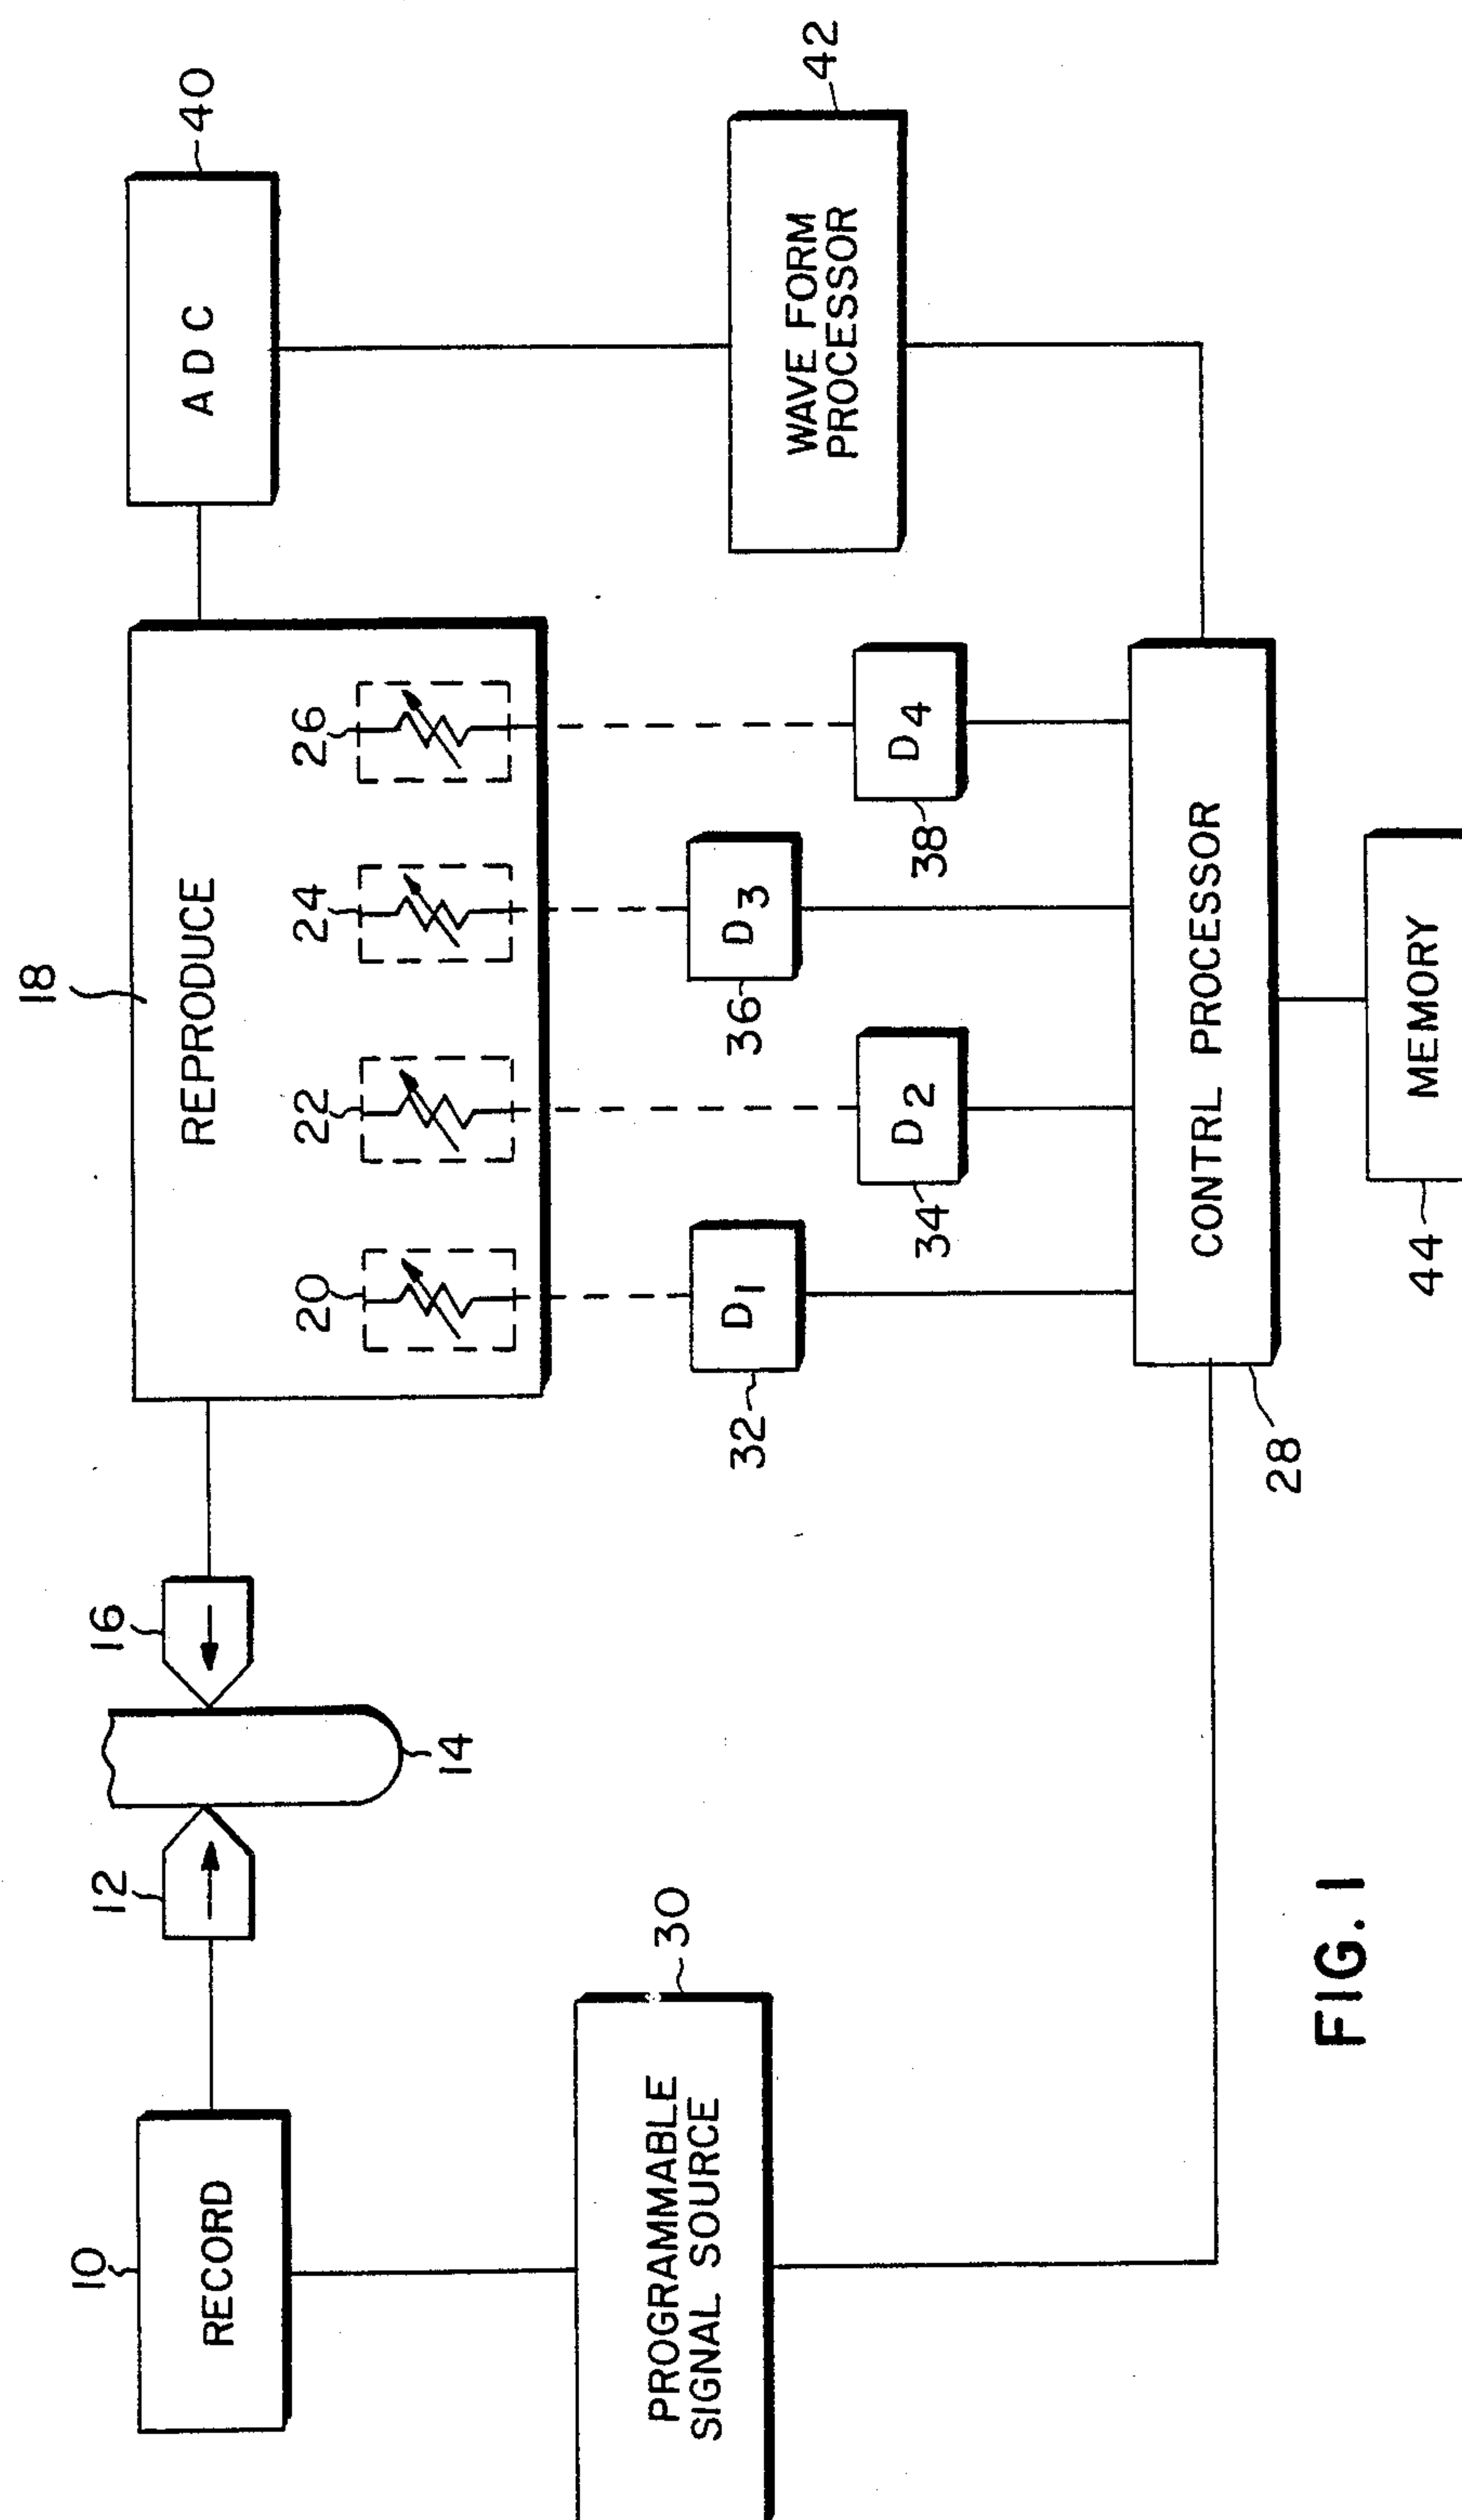 18
40
16
12
10
REPRODUCE
A D C
RECORD
20
22
24
26
14
30
42
PROGRAMMABLE
SIGNAL SOURCE
D1
D3
32
36
WAVE FORM
PROCESSOR
D2
D4
34
38
CONTRL PROCESSOR
28
MEMORY
44
FIG. 1